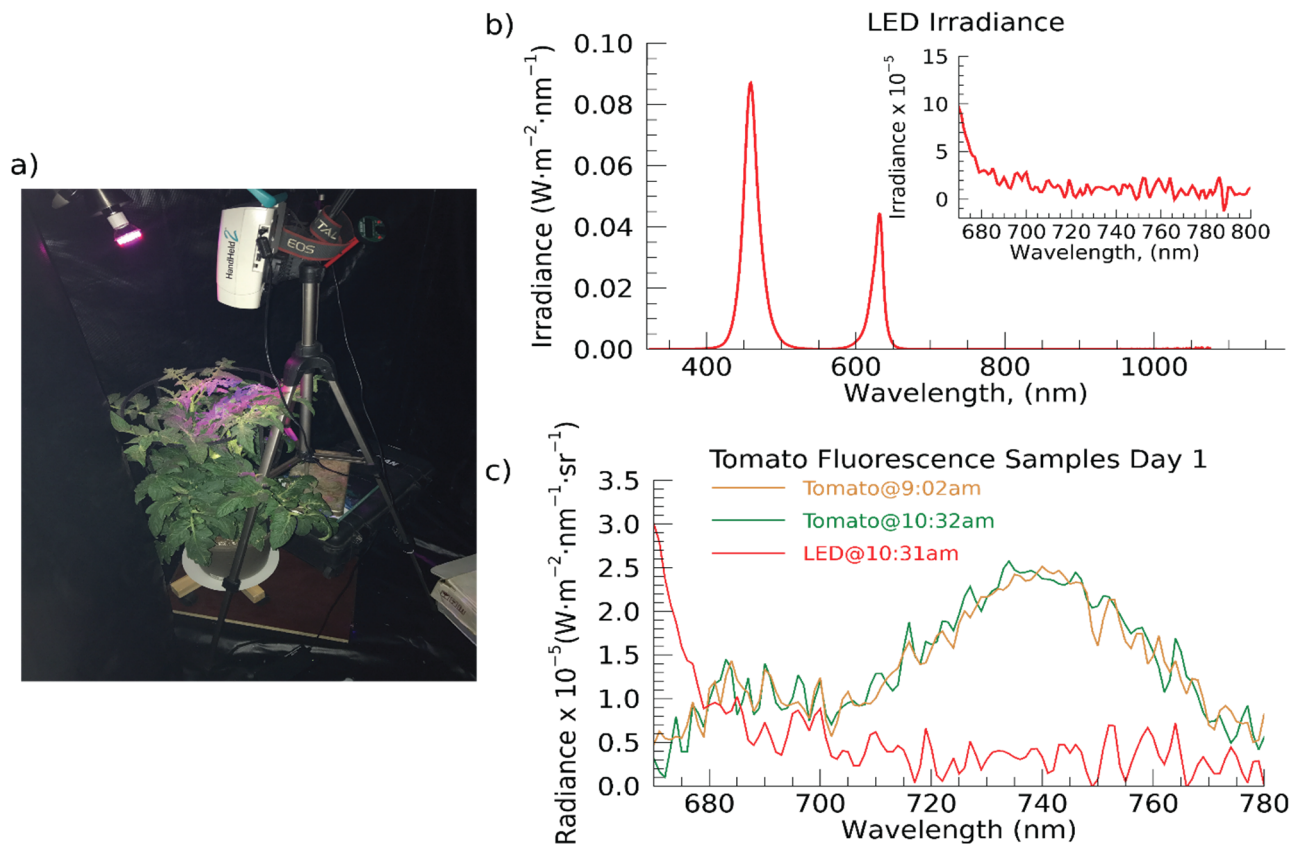 a)
HandHeld 2
EOS
b)
LED Irradiance
Irradiance (W·m⁻²·nm⁻¹)
0.10
0.08
0.06
0.04
0.02
0.00
400 600 800 1000
Wavelength, (nm)
Irradiance x 10⁻⁵
15
10
5
0
680 700 720 740 760 780 800
Wavelength, (nm)
c)
Tomato Fluorescence Samples Day 1
Tomato@9:02am
Tomato@10:32am
LED@10:31am
Radiance x 10⁻⁵(W·m⁻²·nm⁻¹·sr⁻¹)
3.5
3.0
2.5
2.0
1.5
1.0
0.5
0.0
680 700 720 740 760 780
Wavelength (nm)